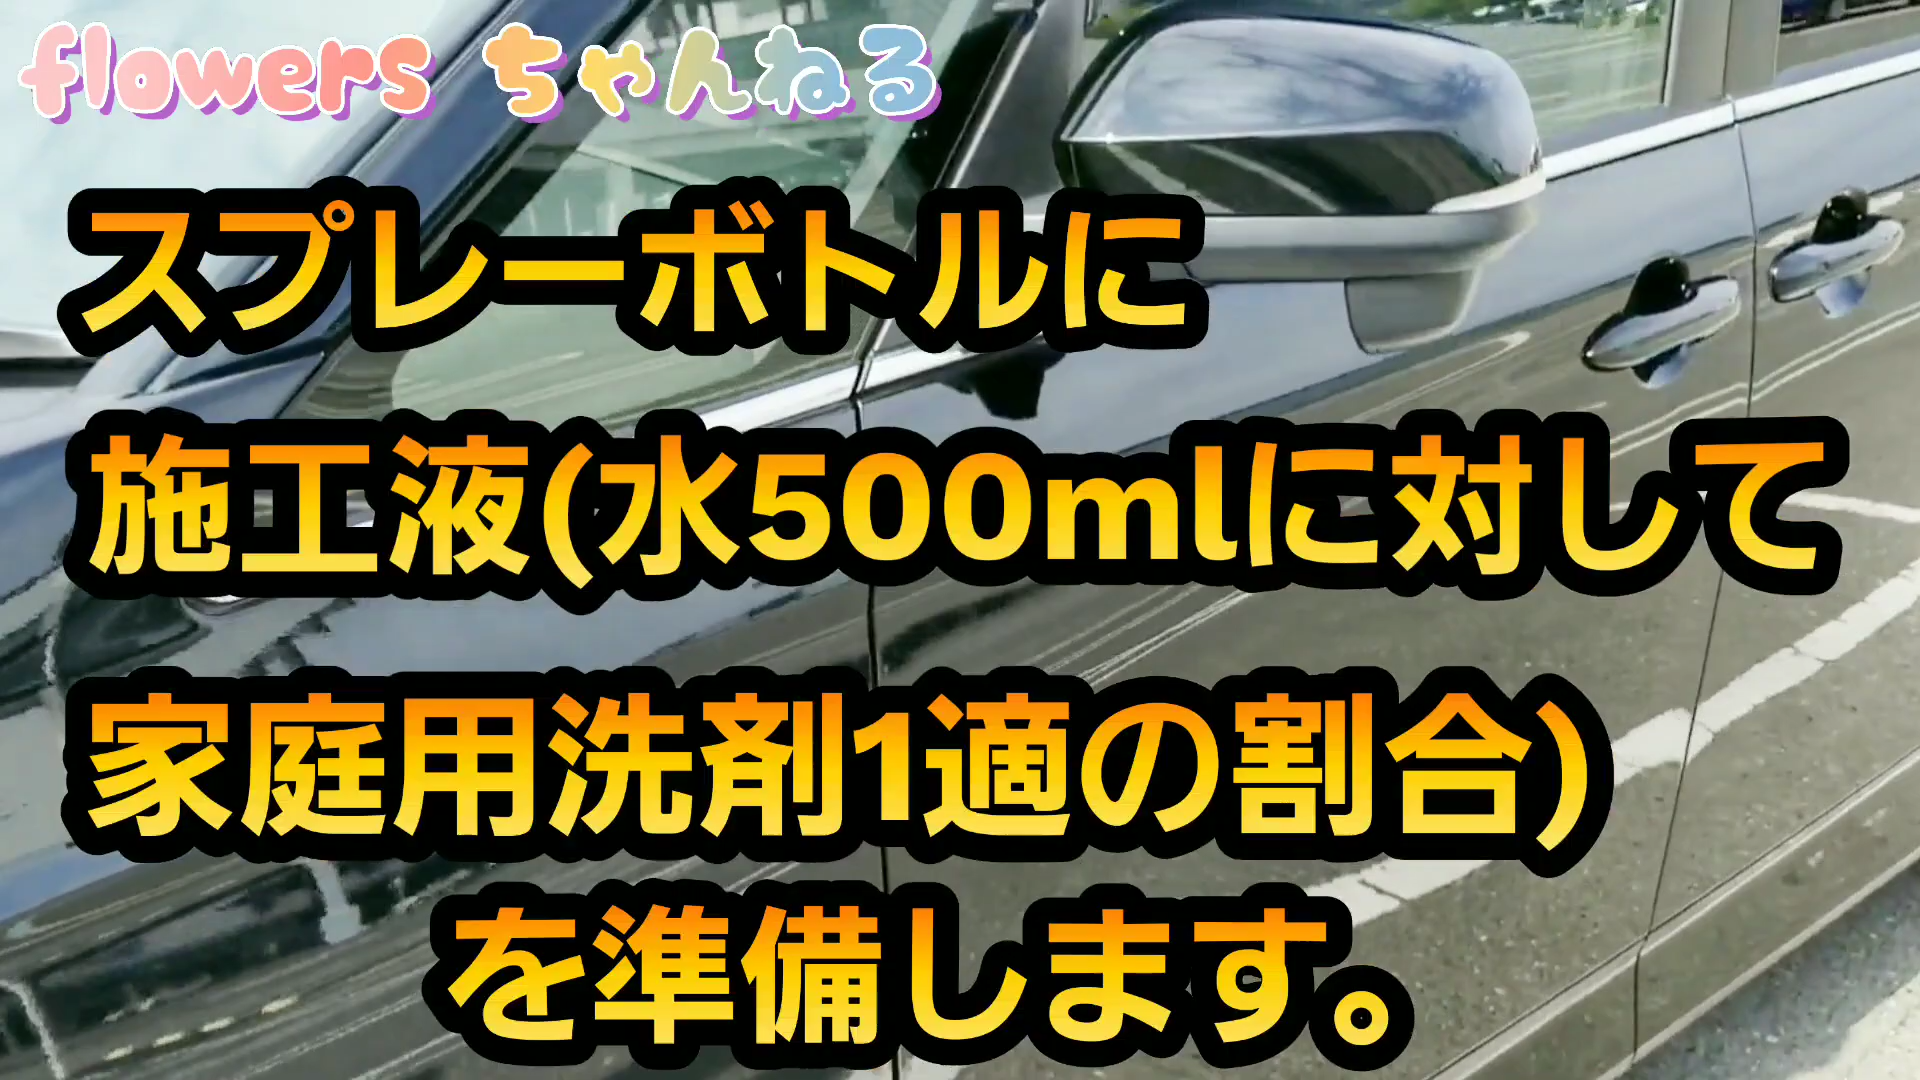 flowers ちゃんねる
スプレーボトルに
施工液(水500mlに対して
家庭用洗剤1適の割合)
を準備します。